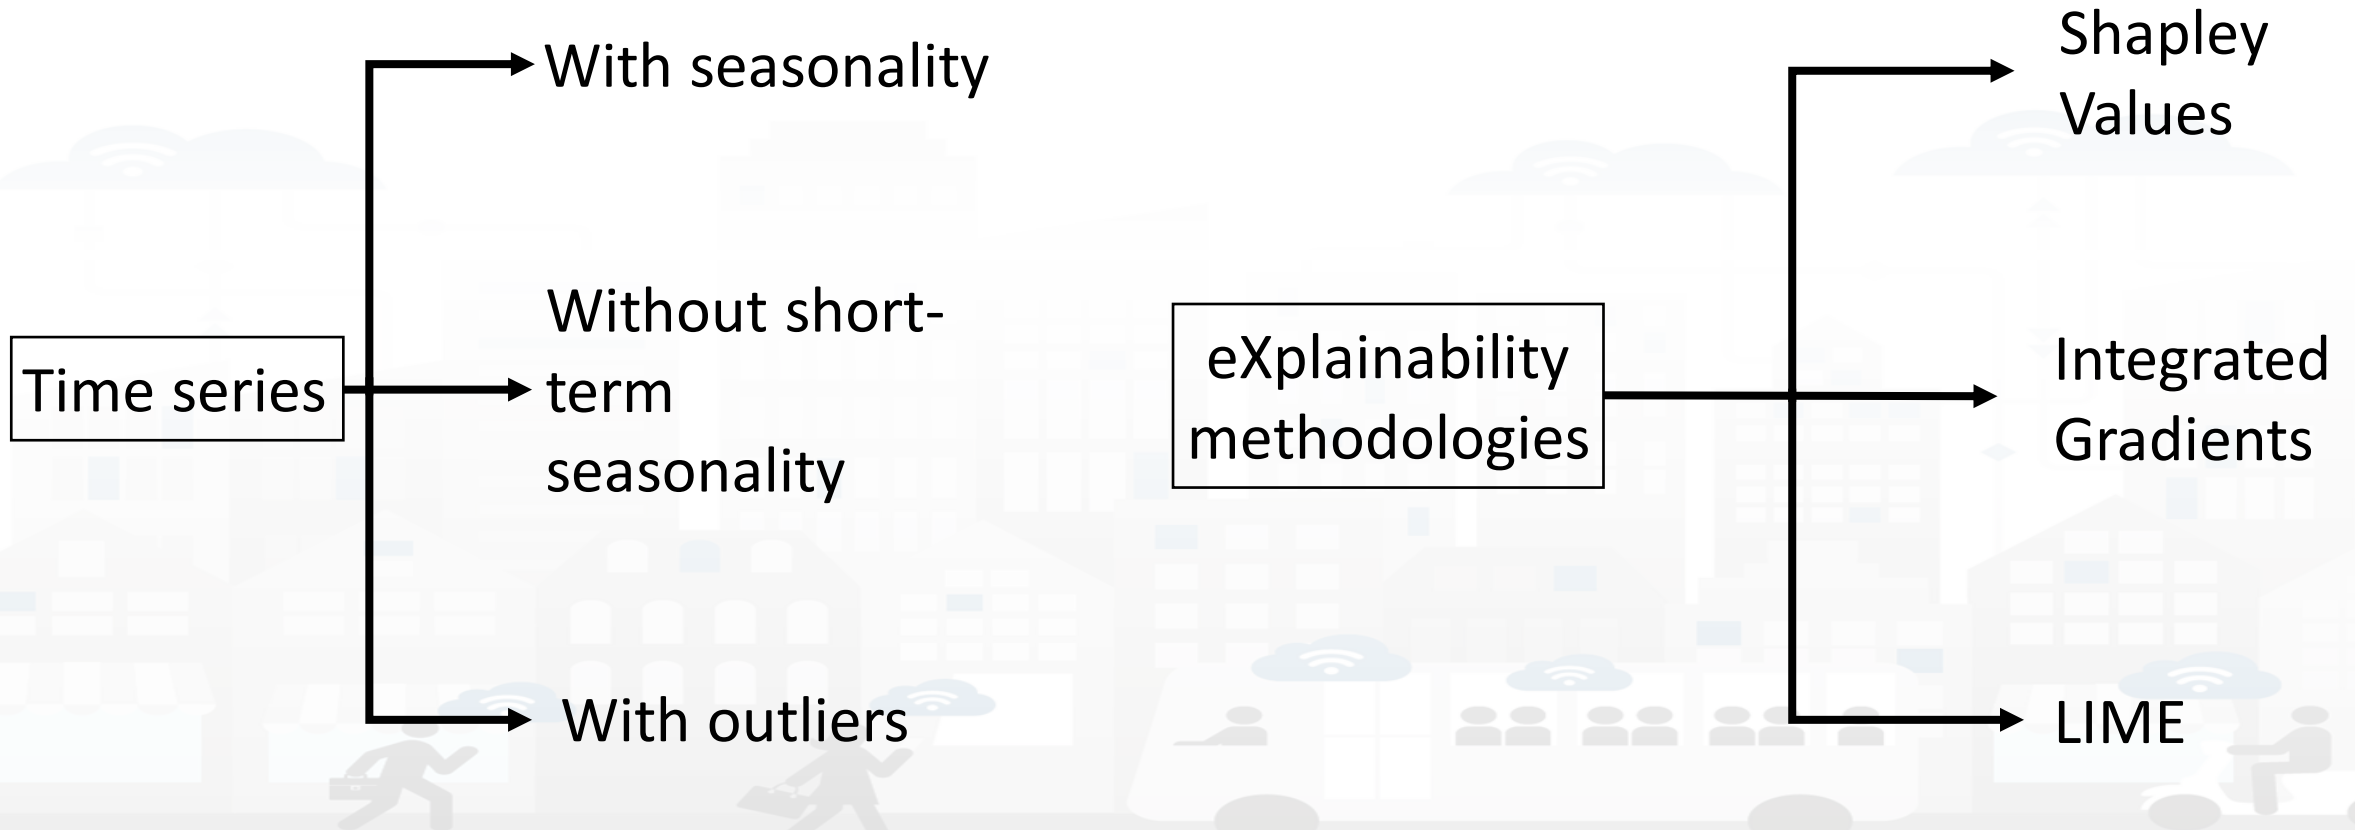 With seasonality
Without short-
term
seasonality
Time series
With outliers
Shapley
Values
eXplainability
methodologies
Integrated
Gradients
LIME